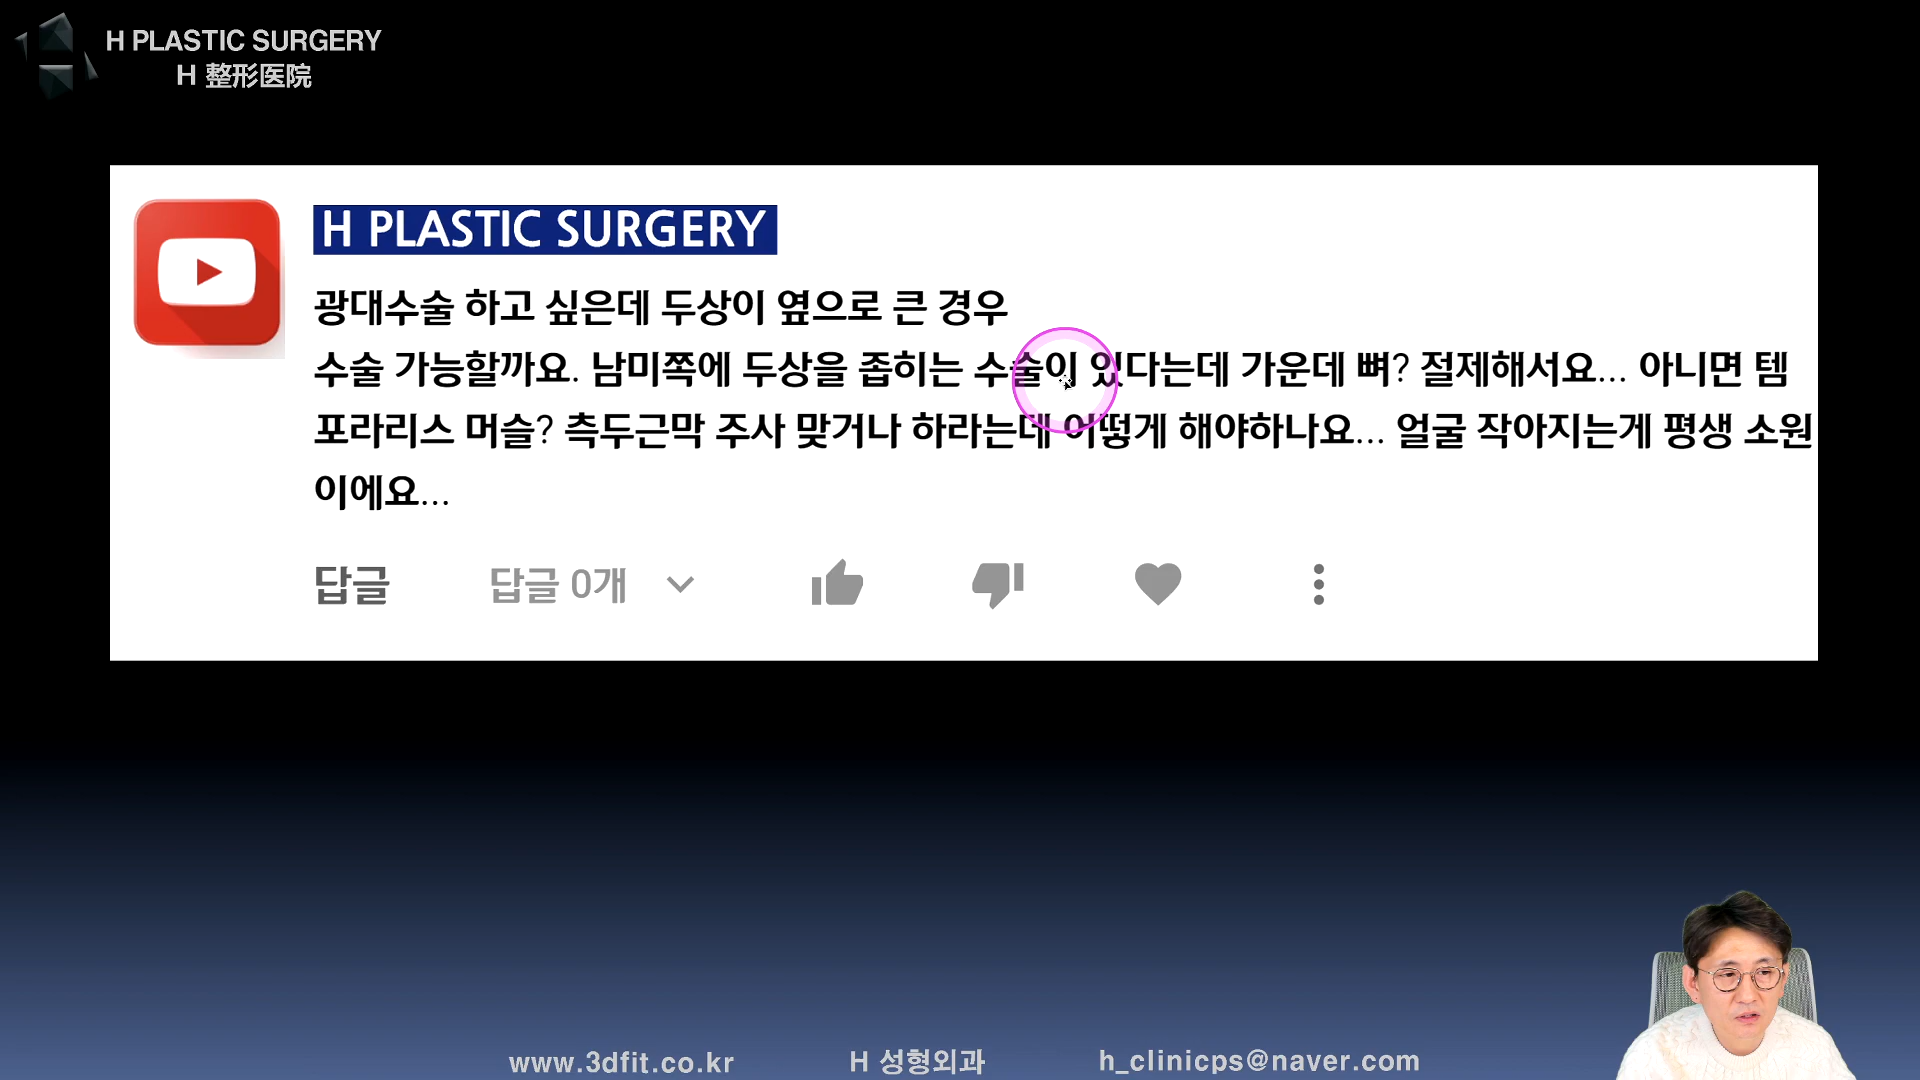 H PLASTIC SURGERY
H 整形医院
H PLASTIC SURGERY
광대수술 하고 싶은데 두상이 옆으로 큰 경우
수술 가능할까요. 남미쪽에 두상을 좁히는 수술이 있다는데 가운데 뼈? 절제해서요... 아니면 템
포라리스 머슬? 측두근막 주사 맞거나 하라는데 어떻게 해야하나요... 얼굴 작아지는게 평생 소원
이에요...
답글 답글 0개
www.3dfit.co.kr H 성형외과 h_clinicps@naver.com